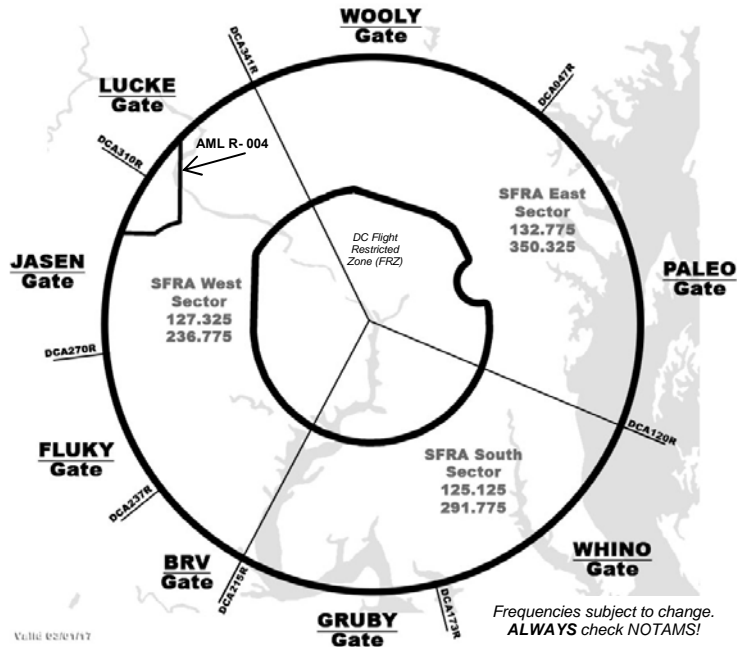 WOOLY
Gate
DCA341R
DCA047R
LUCKE
Gate
DCA310R
AML R- 004
SFRA East
Sector
132.775
350.325
DC Flight
Restricted
Zone (FRZ)
JASEN
Gate
SFRA West
Sector
127.325
236.775
PALEO
Gate
DCA270R
DCA120R
FLUKY
Gate
SFRA South
Sector
125.125
291.775
DCA237R
BRV
Gate
DCA215R
WHINO
Gate
GRUBY
Gate
DCA173R
Frequencies subject to change.
ALWAYS check NOTAMS!
Valid